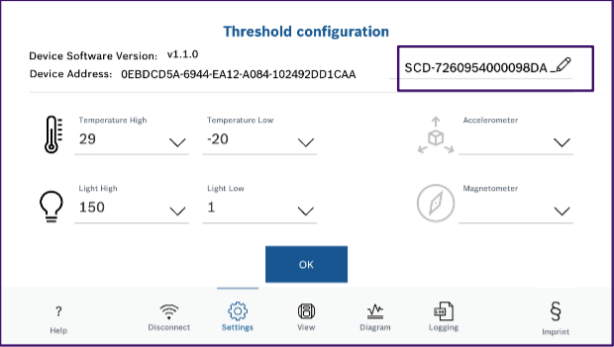 Threshold configuration
Device Software Version: v1.1.0
Device Address: 0EBDCD5A-6944-EA12-A084-102492DD1CAA
SCD-7260954000098DA_
Temperature High
29
Temperature Low
-20
Accelerometer
Light High
150
Light Low
1
Magnetometer
OK
?
Help
Disconnect
Settings
View
Diagram
Logging
§
Imprint